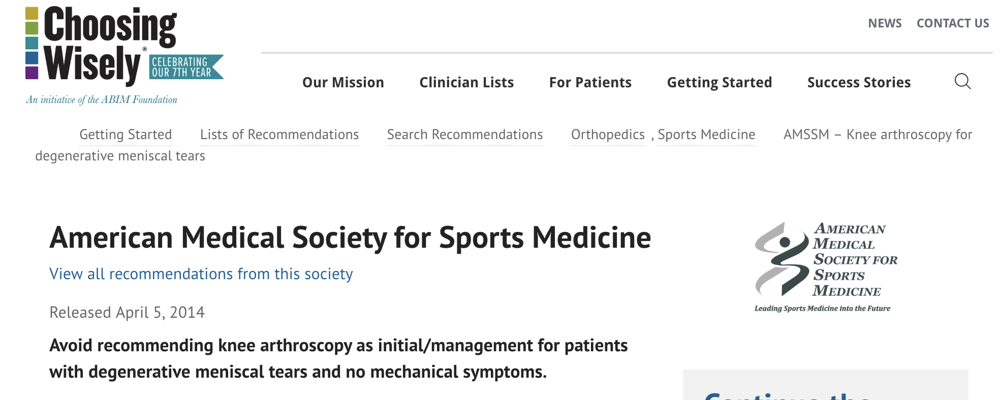 Choosing
Wisely®
CELEBRATING
OUR 7TH YEAR
An initiative of the ABIM Foundation
NEWS CONTACT US
Our Mission Clinician Lists For Patients Getting Started Success Stories
Getting Started Lists of Recommendations Search Recommendations Orthopedics , Sports Medicine AMSSM – Knee arthroscopy for
degenerative meniscal tears
American Medical Society for Sports Medicine
View all recommendations from this society
Released April 5, 2014
Avoid recommending knee arthroscopy as initial/management for patients
with degenerative meniscal tears and no mechanical symptoms.
AMERICAN
MEDICAL
SOCIETY FOR
SPORTS
MEDICINE
Leading Sports Medicine into the Future
Continue the